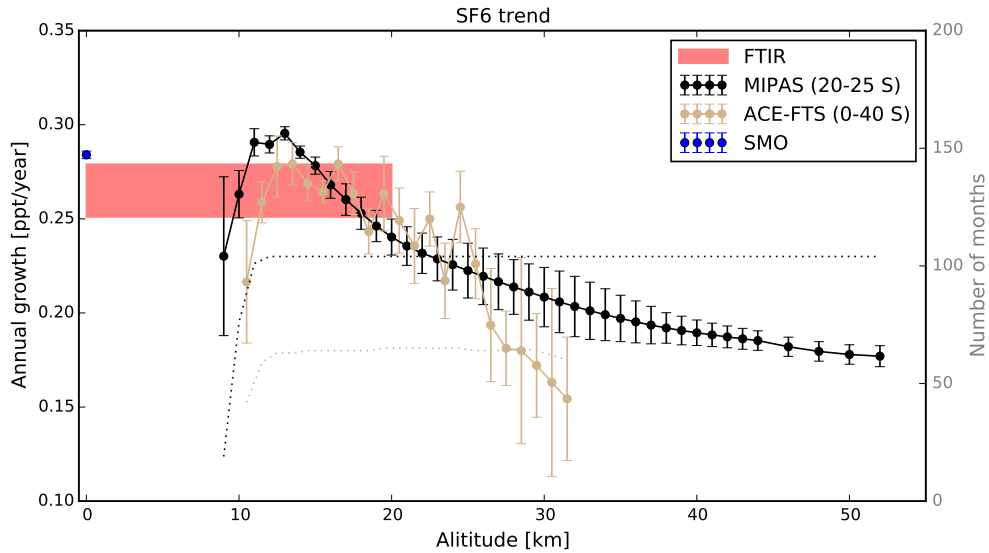 SF6 trend
0.35
0.30
0.25
0.20
0.15
0.10
Annual growth [ppt/year]
200
150
100
50
0
Number of months
FTIR
MIPAS (20-25 S)
ACE-FTS (0-40 S)
SMO
0 10 20 30 40 50
Alititude [km]